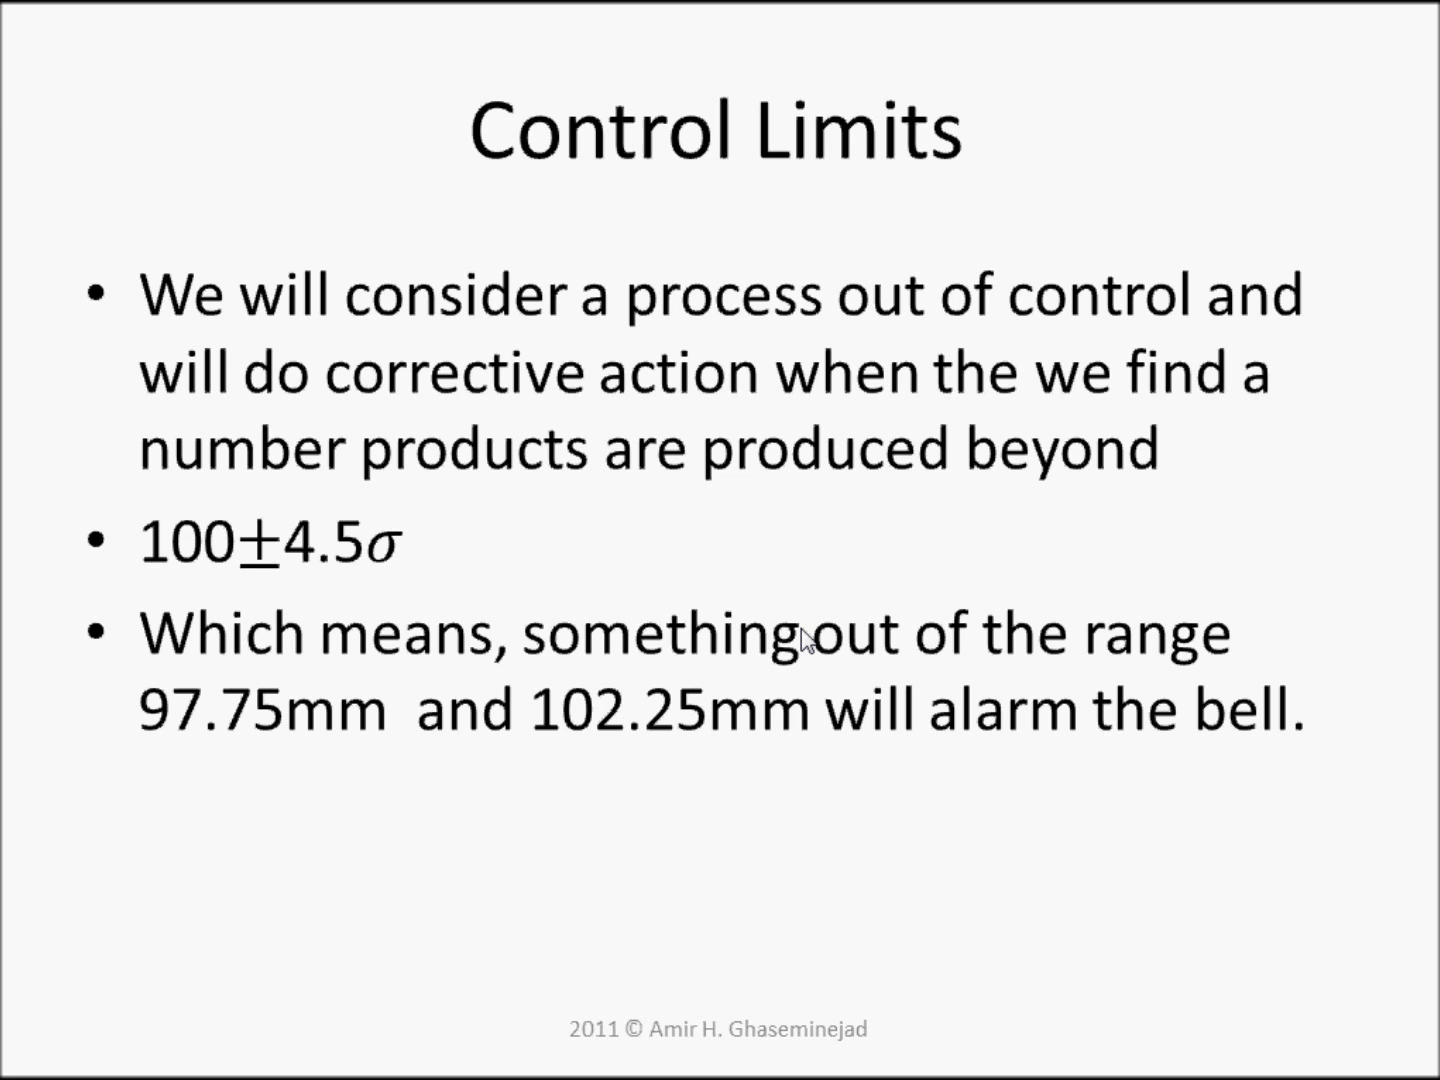 Control Limits
• We will consider a process out of control and
will do corrective action when the we find a
number products are produced beyond
• 100±4.5σ
• Which means, something out of the range
97.75mm  and 102.25mm will alarm the bell.
2011 © Amir H. Ghaseminejad